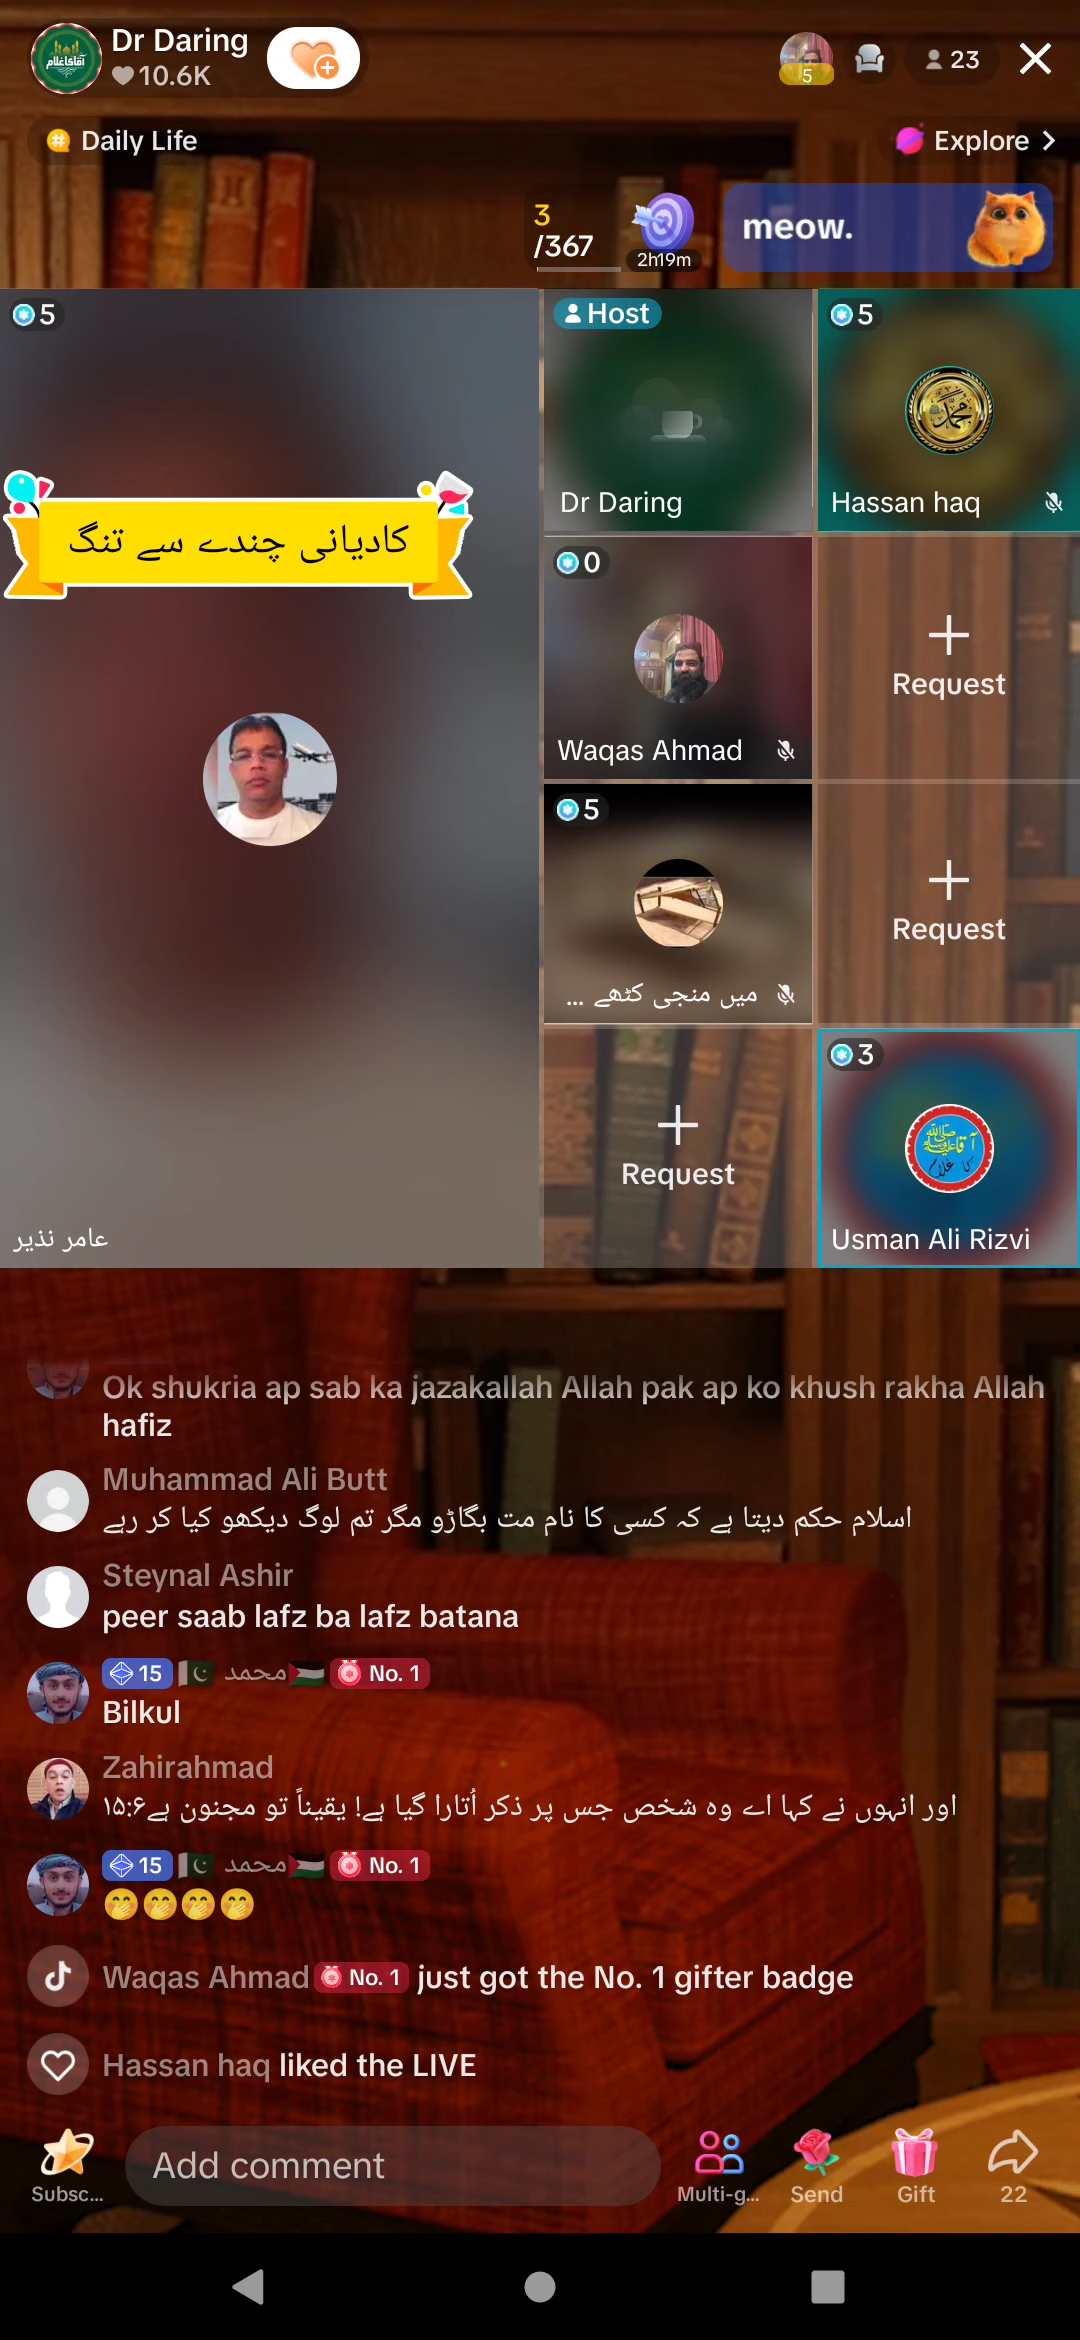 Dr Daring
10.6K
5
23
Daily Life
Explore
3
/367
2h19m
meow.
5
کادیانی چندے سے تنگ
عامر نذیر
Host
Dr Daring
5
Hassan haq
0
Waqas Ahmad
Request
5
میں منجی کٹھے ...
Request
Request
3
Usman Ali Rizvi
Ok shukria ap sab ka jazakallah Allah pak ap ko khush rakha Allah
hafiz
Muhammad Ali Butt
اسلام حکم دیتا ہے کہ کسی کا نام مت بگاڑو مگر تم لوگ دیکھو کیا کر رہے
Steynal Ashir
peer saab lafz ba lafz batana
15 🇵🇰 محمد 🇵🇸 No. 1
Bilkul
Zahirahmad
اور انہوں نے کہا اے وہ شخص جس پر ذکر اُتارا گیا ہے! یقیناً تو مجنون ہے۱۵:۶
15 🇵🇰 محمد 🇵🇸 No. 1
🤭🤭🤭🤭
Waqas Ahmad No. 1 just got the No. 1 gifter badge
Hassan haq liked the LIVE
Subsc...
Add comment
Multi-g...
Send
Gift
22